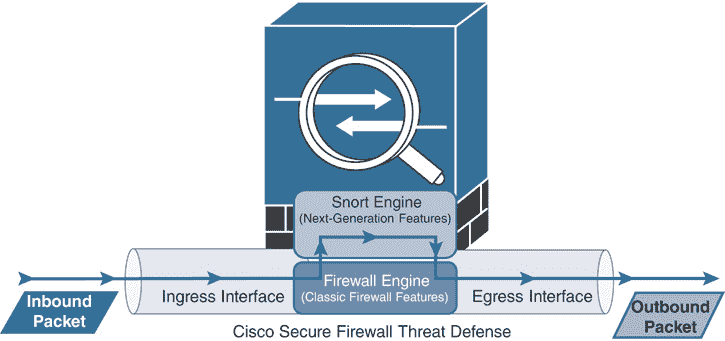 Snort Engine
(Next-Generation Features)
Firewall Engine
(Classic Firewall Features)
Inbound
Packet
Ingress Interface
Egress Interface
Outbound
Packet
Cisco Secure Firewall Threat Defense